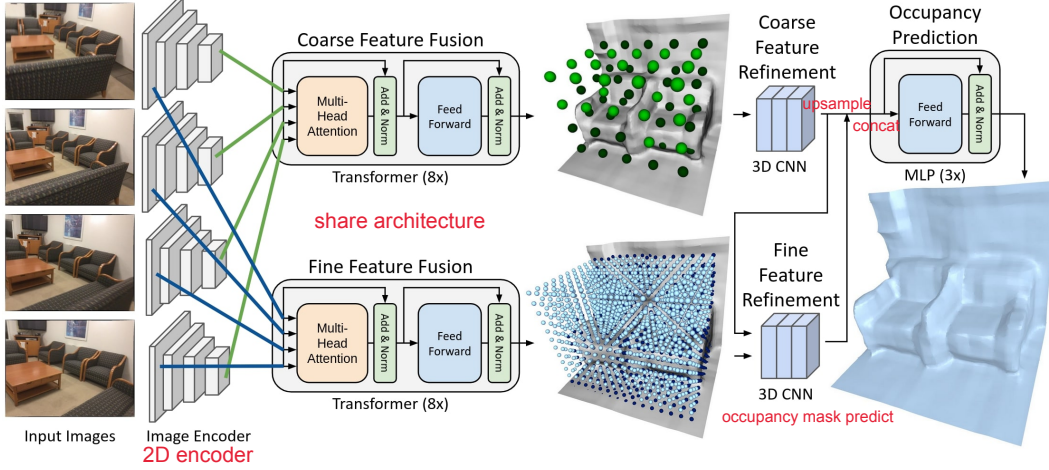 Coarse Feature Fusion
Multi-
Head
Attention
Add & Norm
Feed
Forward
Add & Norm
Transformer (8x)
share architecture
Fine Feature Fusion
Multi-
Head
Attention
Add & Norm
Feed
Forward
Add & Norm
Transformer (8x)
Input Images
Image Encoder
2D encoder
Coarse
Feature
Refinement
3D CNN
upsample
concat
Occupancy
Prediction
Feed
Forward
Add & Norm
MLP (3x)
Fine
Feature
Refinement
3D CNN
occupancy mask predict